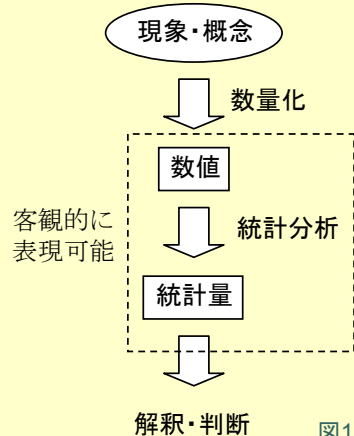 現象・概念
数量化
数値
客観的に
表現可能
統計分析
統計量
解釈・判断
図1